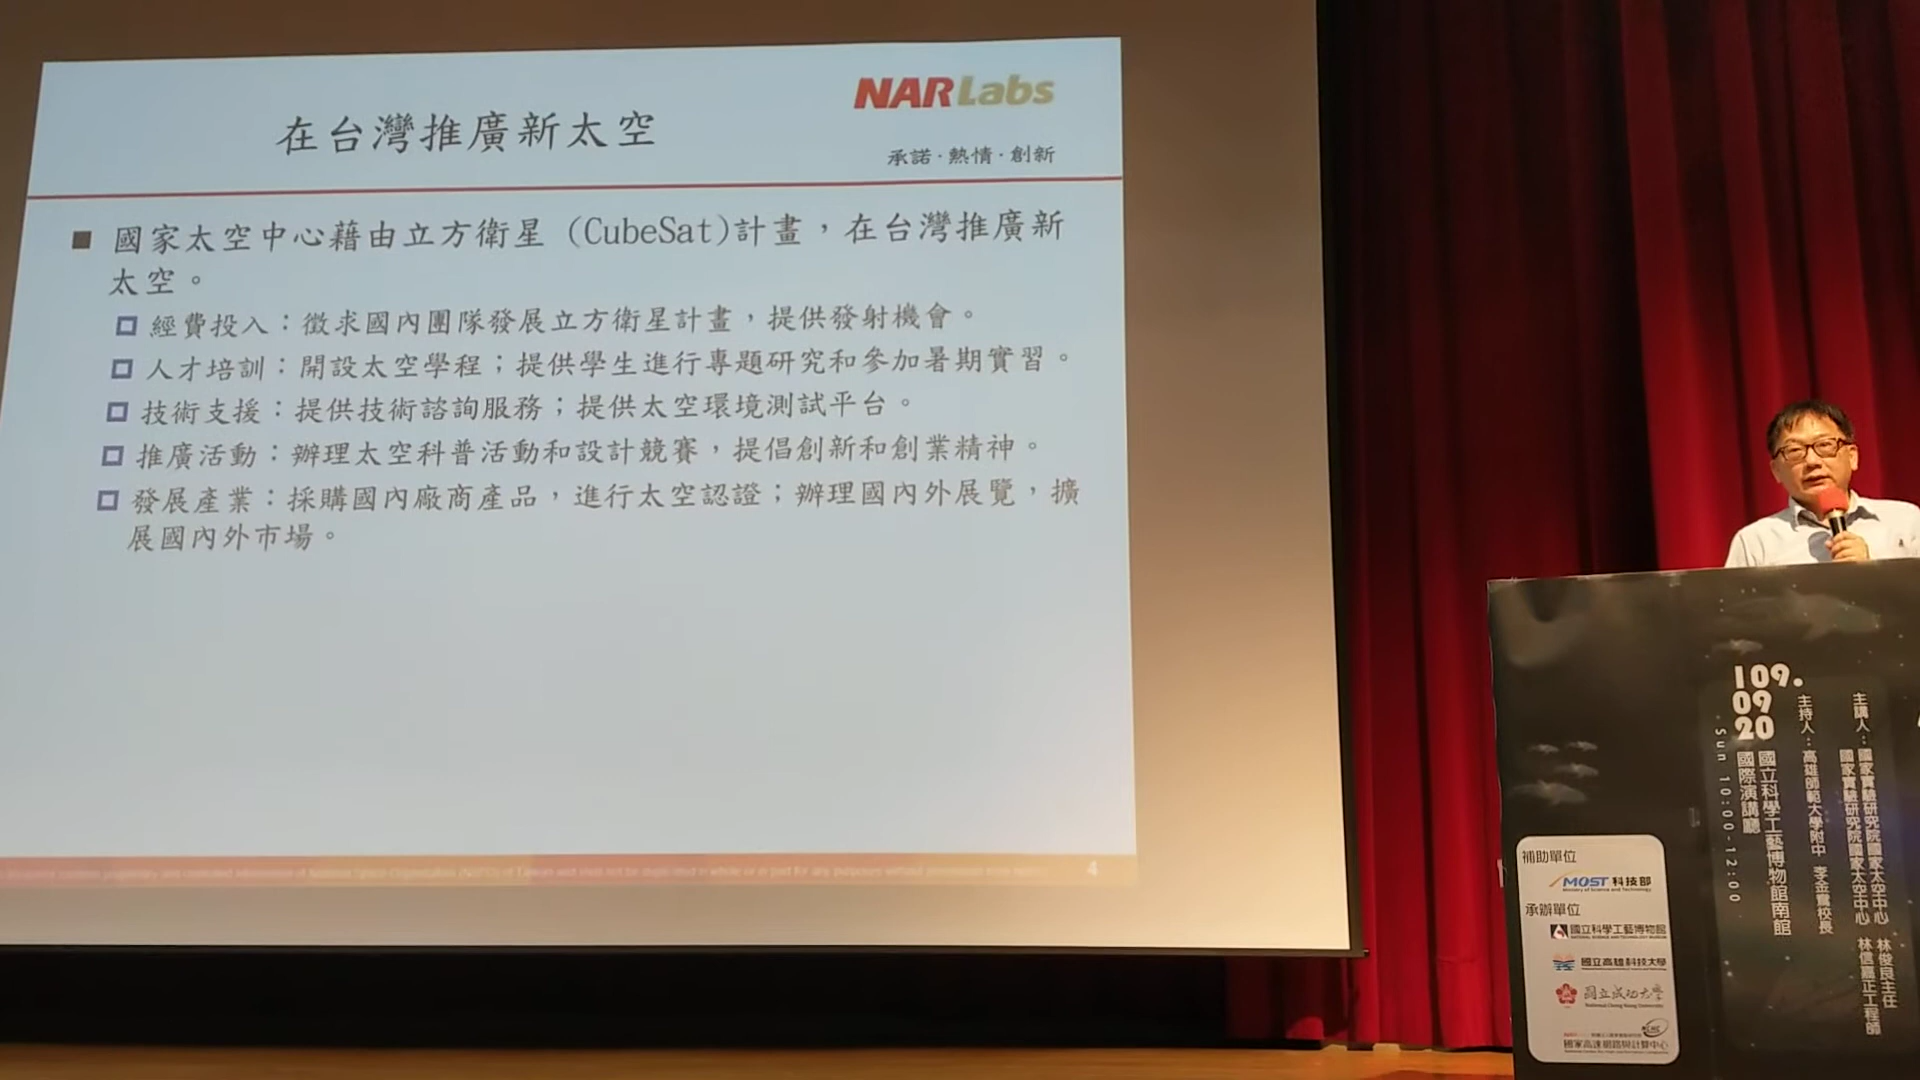 NARLabs
在台灣推廣新太空
承諾·熱情·創新
■ 國家太空中心藉由立方衛星 (CubeSat)計畫，在台灣推廣新
太空。
經費投入：徵求國內團隊發展立方衛星計畫，提供發射機會。
人才培訓：開設太空學程；提供學生進行專題研究和參加暑期實習。
技術支援：提供技術諮詢服務；提供太空環境測試平台。
推廣活動：辦理太空科普活動和設計競賽，提倡創新和創業精神。
發展產業：採購國內廠商產品，進行太空認證；辦理國內外展覽，擴
展國內外市場。
4
主講人：國家實驗研究院國家太空中心 林俊良主任
國家實驗研究院國家太空中心 林信嘉正工程師
主持人：高雄師範大學附中 李金鴦校長
109.
09
20
國立科學工藝博物館南館
國際演講廳
Sun 10:00-12:00
補助單位
MOST 科技部
Ministry of Science and Technology
承辦單位
國立科學工藝博物館
國立高雄科技大學
國立成功大學
國家高速網路與計算中心